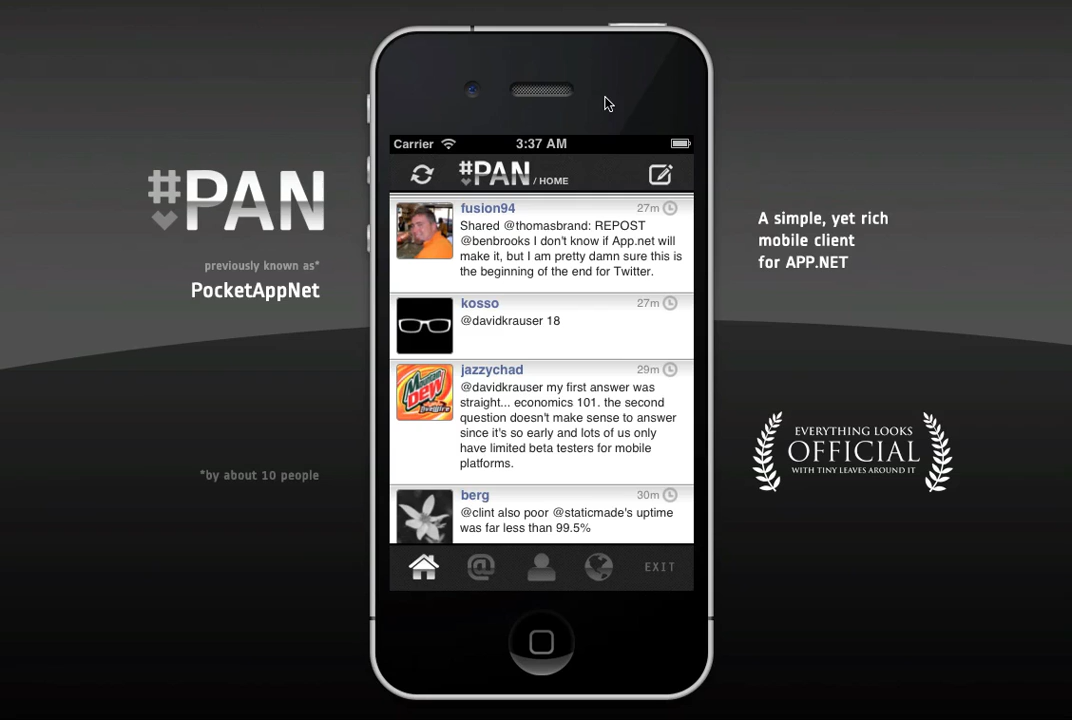 #PAN
previously known as*
PocketAppNet
*by about 10 people
Carrier 3:37 AM
#PAN / HOME
fusion94 27m
Shared @thomasbrand: REPOST
@benbrooks I don't know if App.net will
make it, but I am pretty damn sure this is
the beginning of the end for Twitter.
kosso 27m
@davidkrauser 18
jazzychad 29m
@davidkrauser my first answer was
straight... economics 101. the second
question doesn't make sense to answer
since it's so early and lots of us only
have limited beta testers for mobile
platforms.
Mountain
Dew
LiveWire
berg 30m
@clint also poor @staticmade's uptime
was far less than 99.5%
EXIT
A simple, yet rich
mobile client
for APP.NET
EVERYTHING LOOKS
OFFICIAL
WITH TINY LEAVES AROUND IT